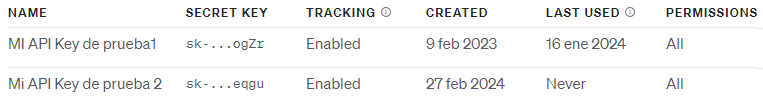 NAME SECRET KEY TRACKING CREATED LAST USED PERMISSIONS
MI API Key de prueba1 sk-...ogZr Enabled 9 feb 2023 16 ene 2024 All
Mi API Key de prueba 2 sk-...eqgu Enabled 27 feb 2024 Never All